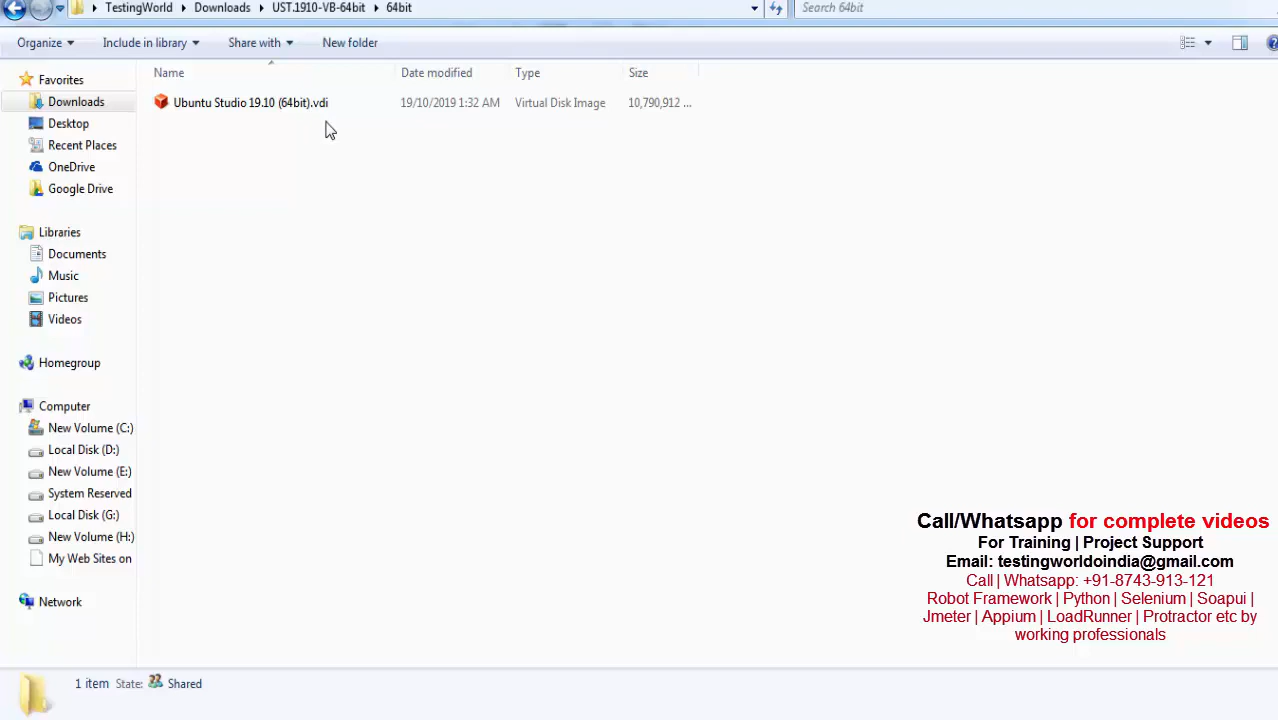 TestingWorld ▸ Downloads ▸ UST.1910-VB-64bit ▸ 64bit
Search 64bit
Organize ▾ Include in library ▾ Share with ▾ New folder
Name Date modified Type Size
Ubuntu Studio 19.10 (64bit).vdi 19/10/2019 1:32 AM Virtual Disk Image 10,790,912 ...
Favorites
Downloads
Desktop
Recent Places
OneDrive
Google Drive
Libraries
Documents
Music
Pictures
Videos
Homegroup
Computer
New Volume (C:)
Local Disk (D:)
New Volume (E:)
System Reserved
Local Disk (G:)
New Volume (H:)
My Web Sites on
Network
Call/Whatsapp for complete videos
For Training | Project Support
Email: testingworldoindia@gmail.com
Call | Whatsapp: +91-8743-913-121
Robot Framework | Python | Selenium | Soapui |
Jmeter | Appium | LoadRunner | Protractor etc by
working professionals
1 item State: Shared